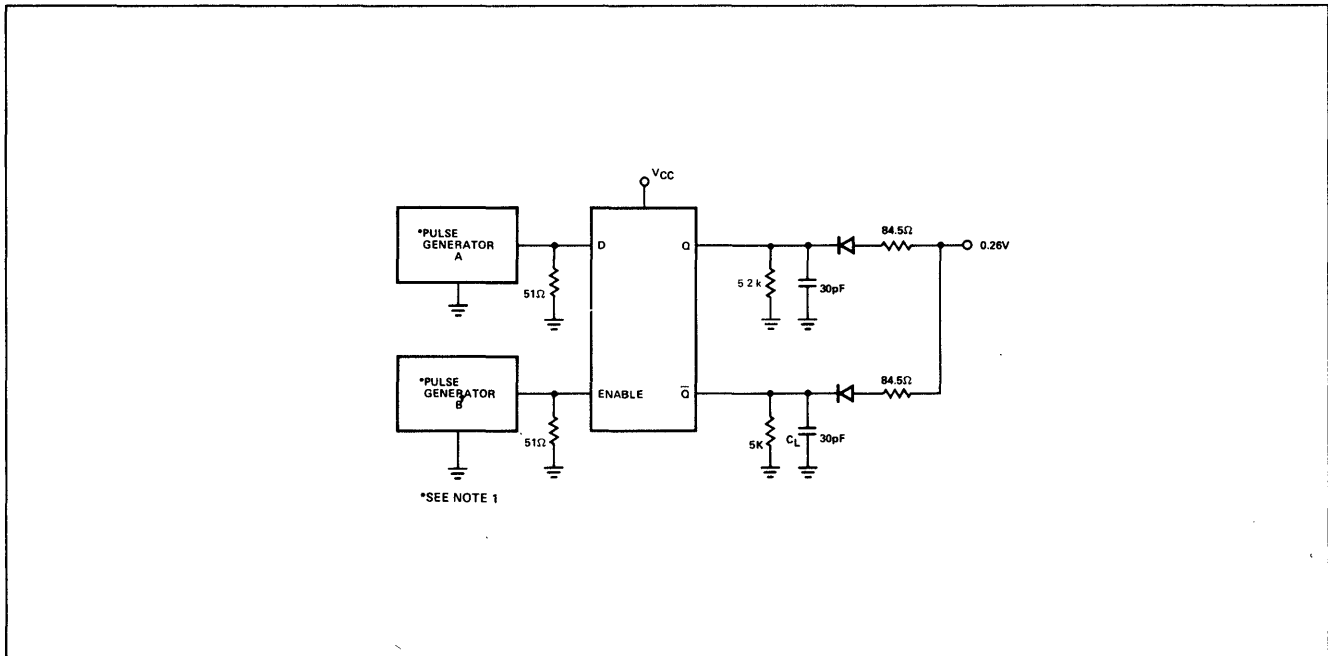 VCC
*PULSE
GENERATOR
A
D
Q
84.5Ω
0.26V
51Ω
5 2 k
30pF
*PULSE
GENERATOR
B
ENABLE
Q̅
84.5Ω
51Ω
5K
CL
30pF
*SEE NOTE 1